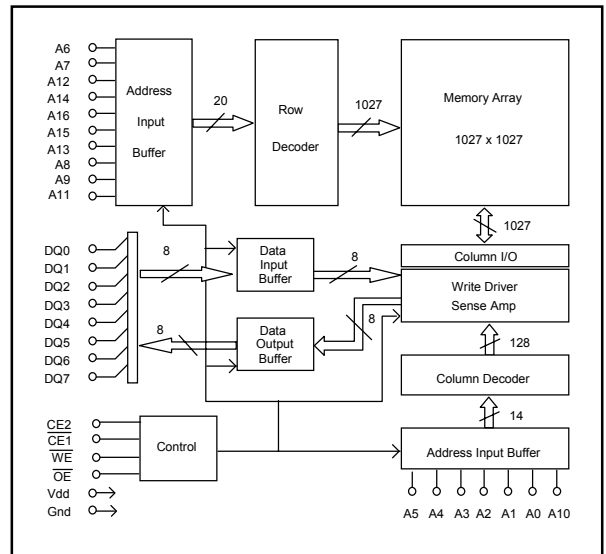 A6
A7
A12
A14
A16
A15
A13
A8
A9
A11
Address
Input
Buffer
20
Row
Decoder
1027
Memory Array
1027 x 1027
1027
DQ0
DQ1
DQ2
DQ3
DQ4
DQ5
DQ6
DQ7
8
Data
Input
Buffer
8
Column I/O
Write Driver
Sense Amp
8
Data
Output
Buffer
8
128
Column Decoder
14
CE2
CE1
WE
OE
Vdd
Gnd
Control
Address Input Buffer
A5 A4 A3 A2 A1 A0 A10